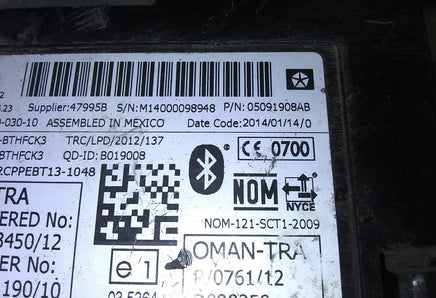 Supplier:47995B S/N:M14000098948 P/N:05091908AB
-030-10 ASSEMBLED IN MEXICO Date Code:2014/01/14/0
-BTHFCK3 TRC/LPD/2012/137
BTHFCK3 QD-ID:B019008
2CPPEBT13-1048
CE 0700
NOM
NYCE
TRA
NOM-121-SCT1-2009
ERED No:
3450/12
OMAN-TRA
ER No:
e1
R/0761/12
190/10